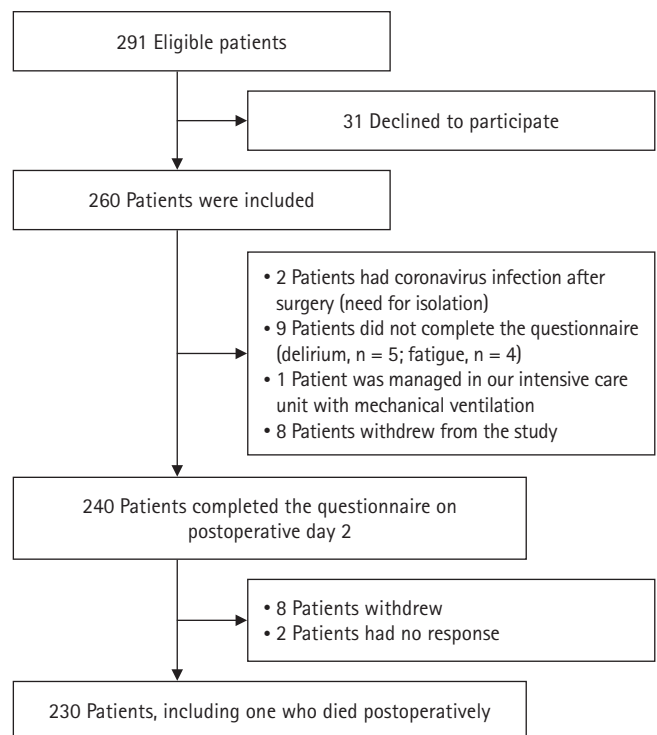 291 Eligible patients
31 Declined to participate
260 Patients were included
• 2 Patients had coronavirus infection after
surgery (need for isolation)
• 9 Patients did not complete the questionnaire
(delirium, n = 5; fatigue, n = 4)
• 1 Patient was managed in our intensive care
unit with mechanical ventilation
• 8 Patients withdrew from the study
240 Patients completed the questionnaire on
postoperative day 2
• 8 Patients withdrew
• 2 Patients had no response
230 Patients, including one who died postoperatively